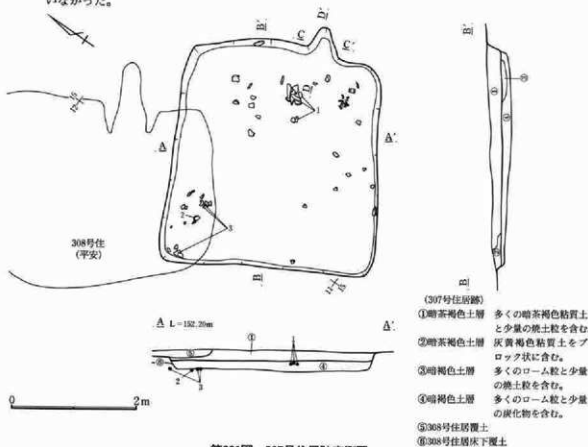 いなかった。
B'
C
D'
C'
D
1
A
A'
2
3
308号住
(平安)
B
A L=152.20m
A'
①
2
3
1
0 2m
B'
B
(307号住居跡)
①暗茶褐色土層 多くの暗茶褐色粘質土
と少量の焼土粒を含む
②暗茶褐色土層 灰黄褐色粘質土をブ
ロック状に含む。
③暗褐色土層 多くのローム粒と少量
の焼土粒を含む。
④暗褐色土層 多くのローム粒と少量
の炭化物を含む。
⑤308号住居覆土
⑥308号住居床下覆土